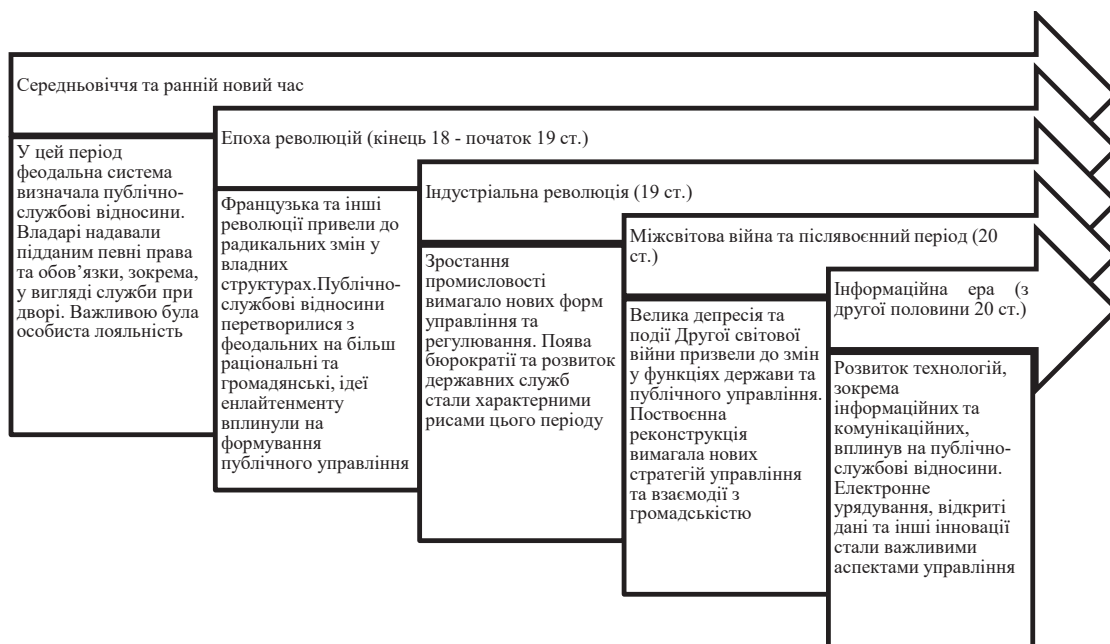 Середньовіччя та ранній новий час
У цей період
феодальна система
визначала публічно-
службові відносини.
Владарі надавали
підданим певні права
та обов’язки, зокрема,
у вигляді служби при
дворі. Важливою була
особиста лояльність
Епоха революцій (кінець 18 - початок 19 ст.)
Французька та інші
революції привели до
радикальних змін у
владних
структурах.Публічно-
службові відносини
перетворилися з
феодальних на більш
раціональні та
громадянські, ідеї
енлайтенменту
вплинули на
формування
публічного управління
Індустріальна революція (19 ст.)
Зростання
промисловості
вимагало нових форм
управління та
регулювання. Поява
бюрократії та розвиток
державних служб
стали характерними
рисами цього періоду
Міжсвітова війна та післявоєнний період (20
ст.)
Велика депресія та
події Другої світової
війни призвели до змін
у функціях держави та
публічного управління.
Поствоєнна
реконструкція
вимагала нових
стратегій управління
та взаємодії з
громадськістю
Інформаційна ера (з
другої половини 20 ст.)
Розвиток технологій,
зокрема
інформаційних та
комунікаційних,
вплинув на публічно-
службові відносини.
Електронне
урядування, відкриті
дані та інші інновації
стали важливими
аспектами управління